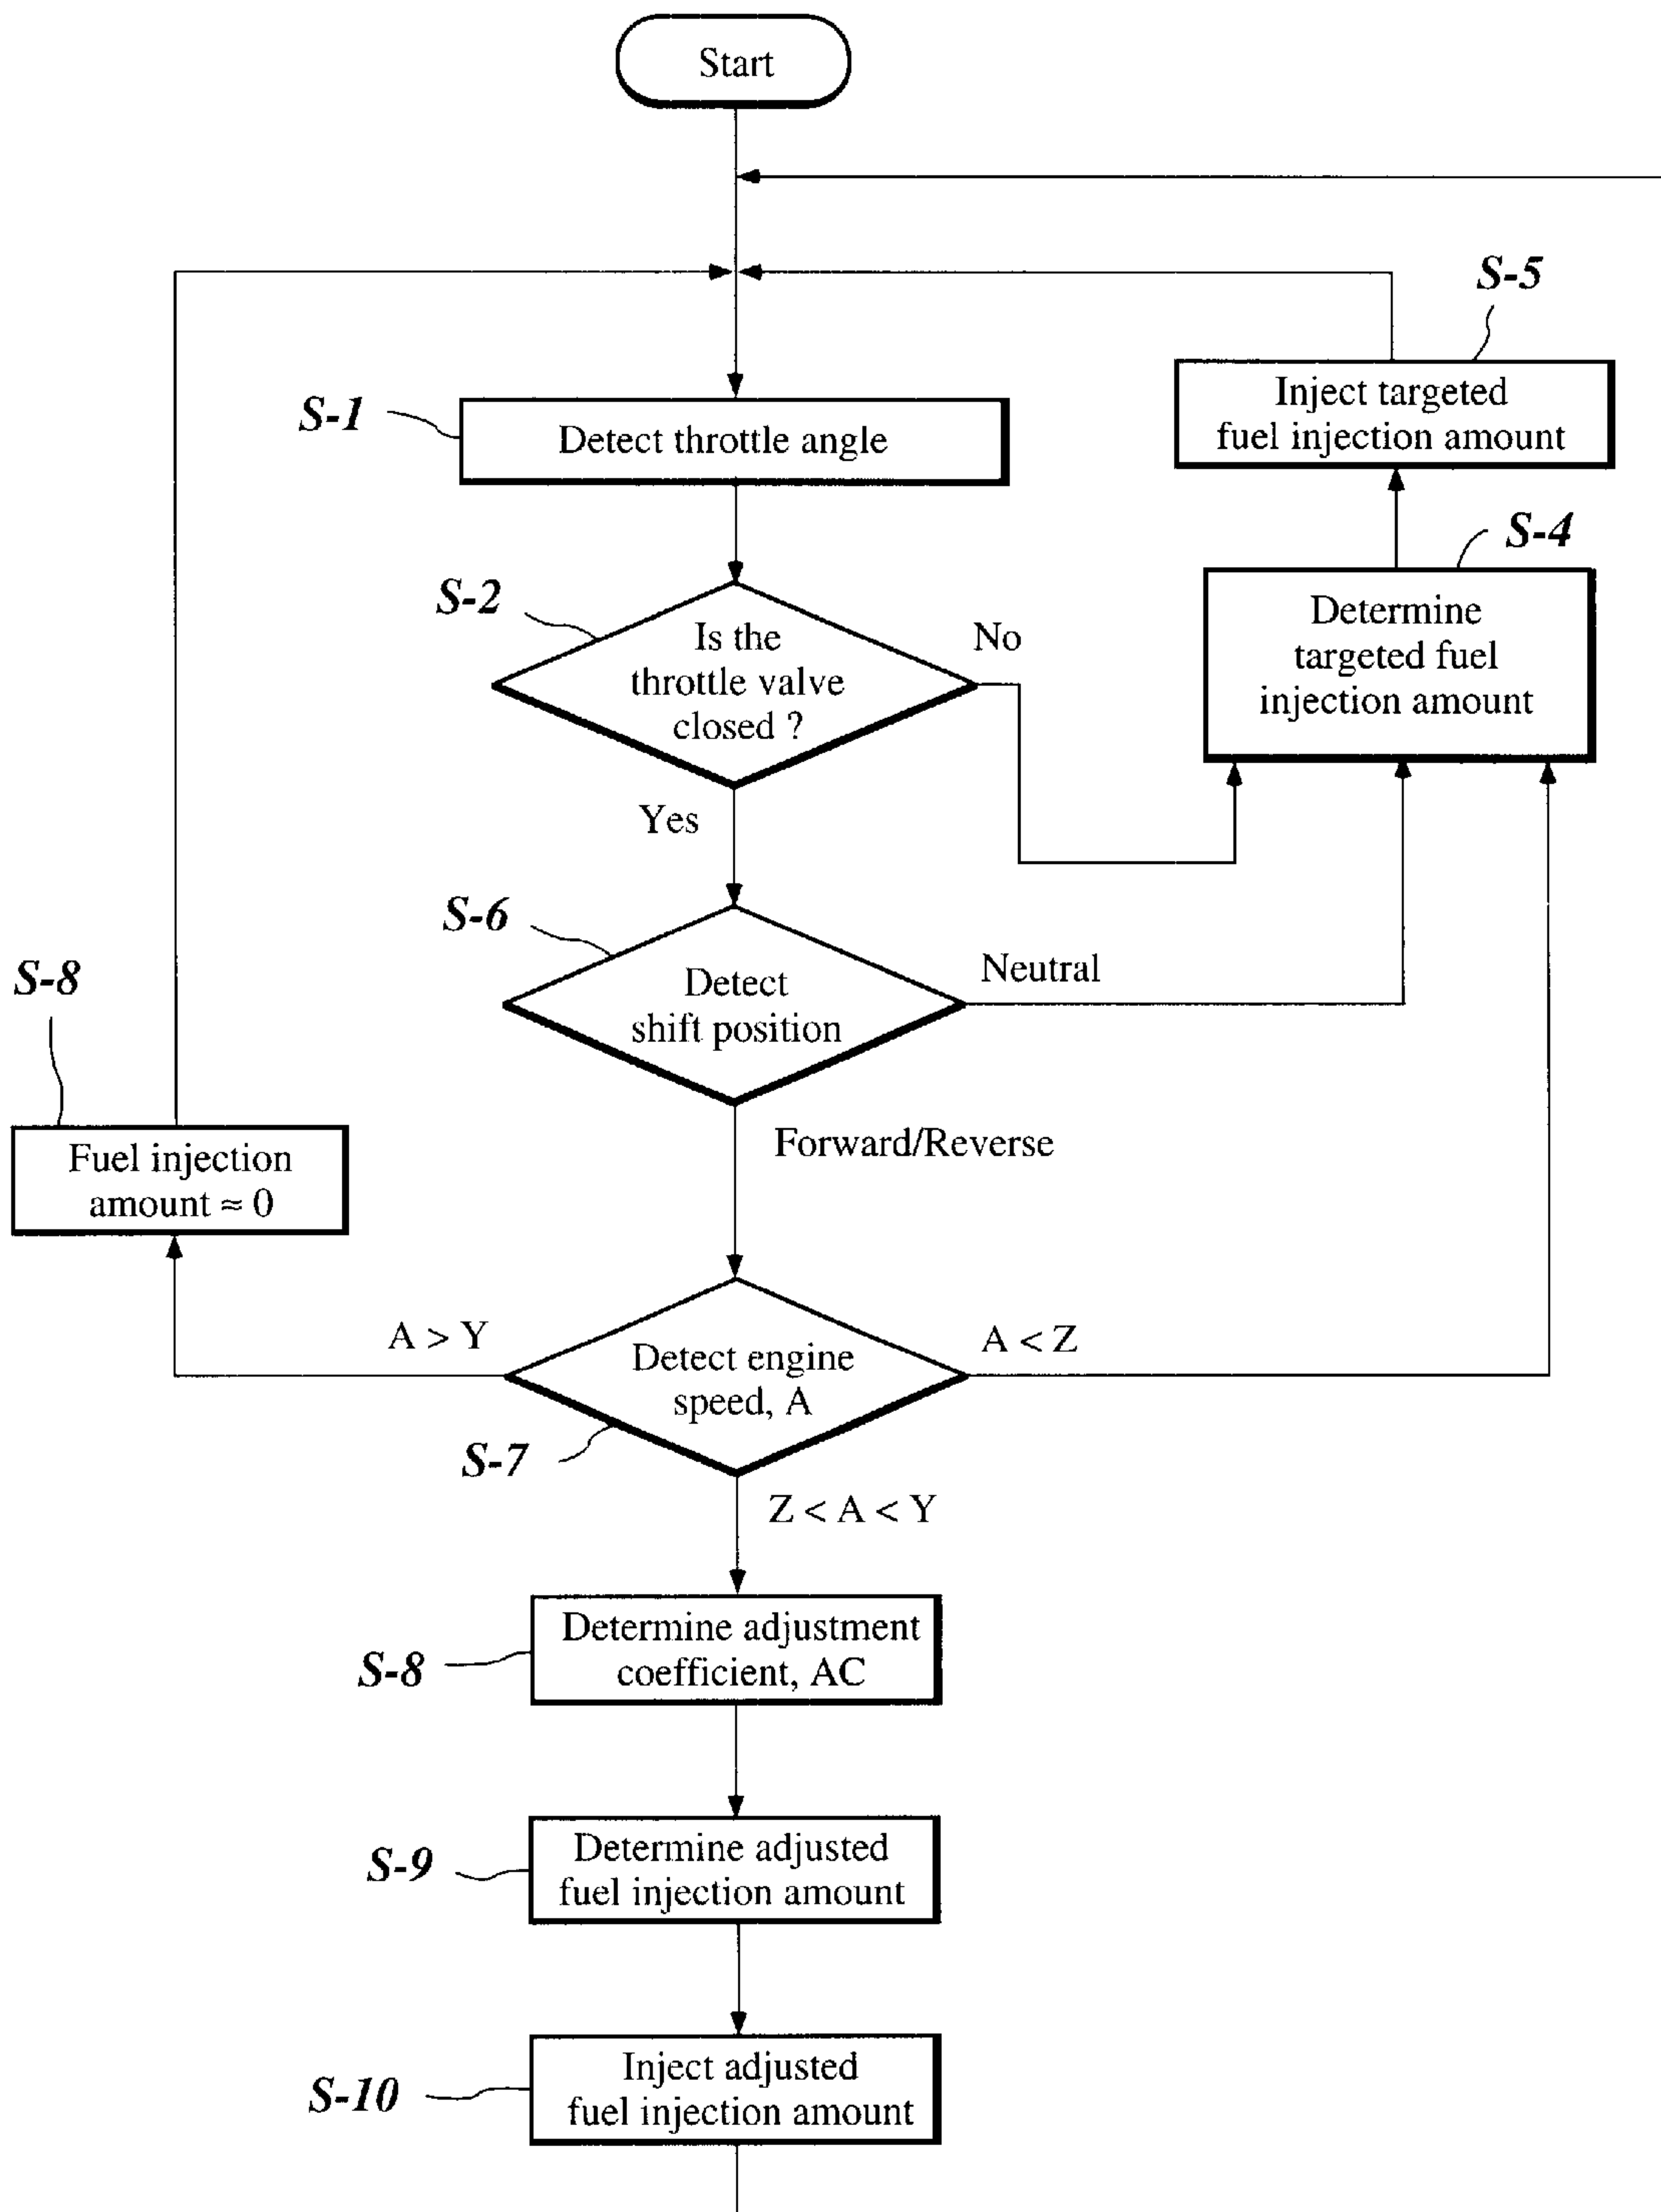 Start
S-5
Inject targeted
fuel injection amount
S-1
Detect throttle angle
S-4
Determine
targeted fuel
injection amount
S-2
Is the
throttle valve
closed ?
No
Yes
S-6
Detect
shift position
Neutral
S-8
Fuel injection
amount ≈ 0
Forward/Reverse
A > Y
Detect engine
speed, A
A < Z
S-7
Z < A < Y
S-8
Determine adjustment
coefficient, AC
S-9
Determine adjusted
fuel injection amount
S-10
Inject adjusted
fuel injection amount